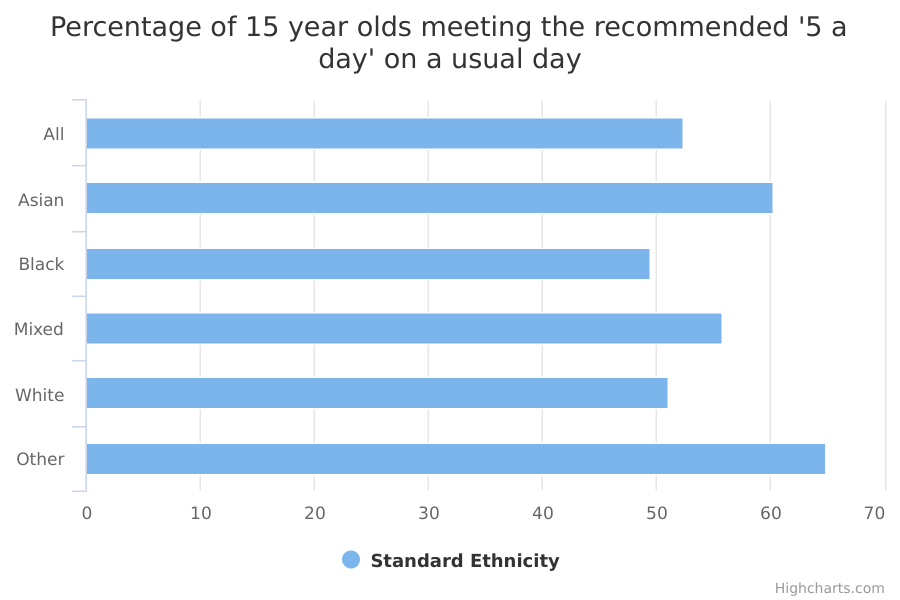 Percentage of 15 year olds meeting the recommended '5 a
day' on a usual day
All
Asian
Black
Mixed
White
Other
0 10 20 30 40 50 60 70
Standard Ethnicity
Highcharts.com